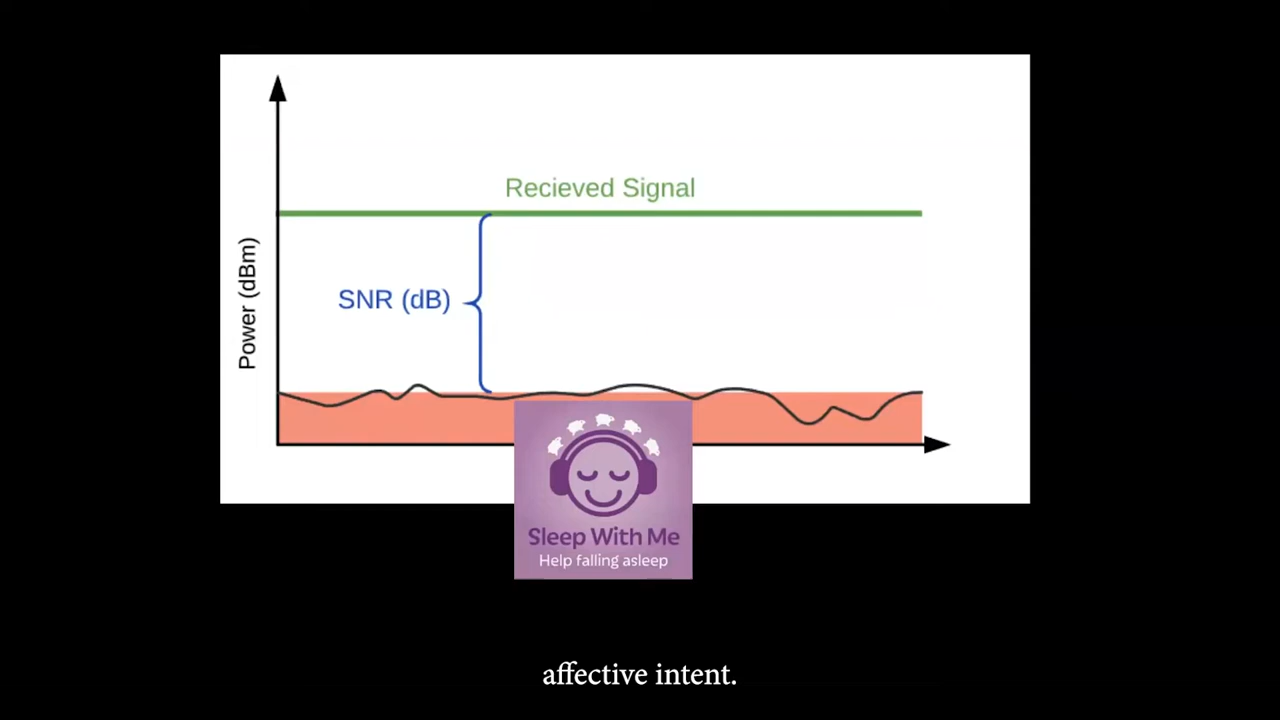 Recieved Signal
Power (dBm)
SNR (dB)
Sleep With Me
Help falling asleep
affective intent.